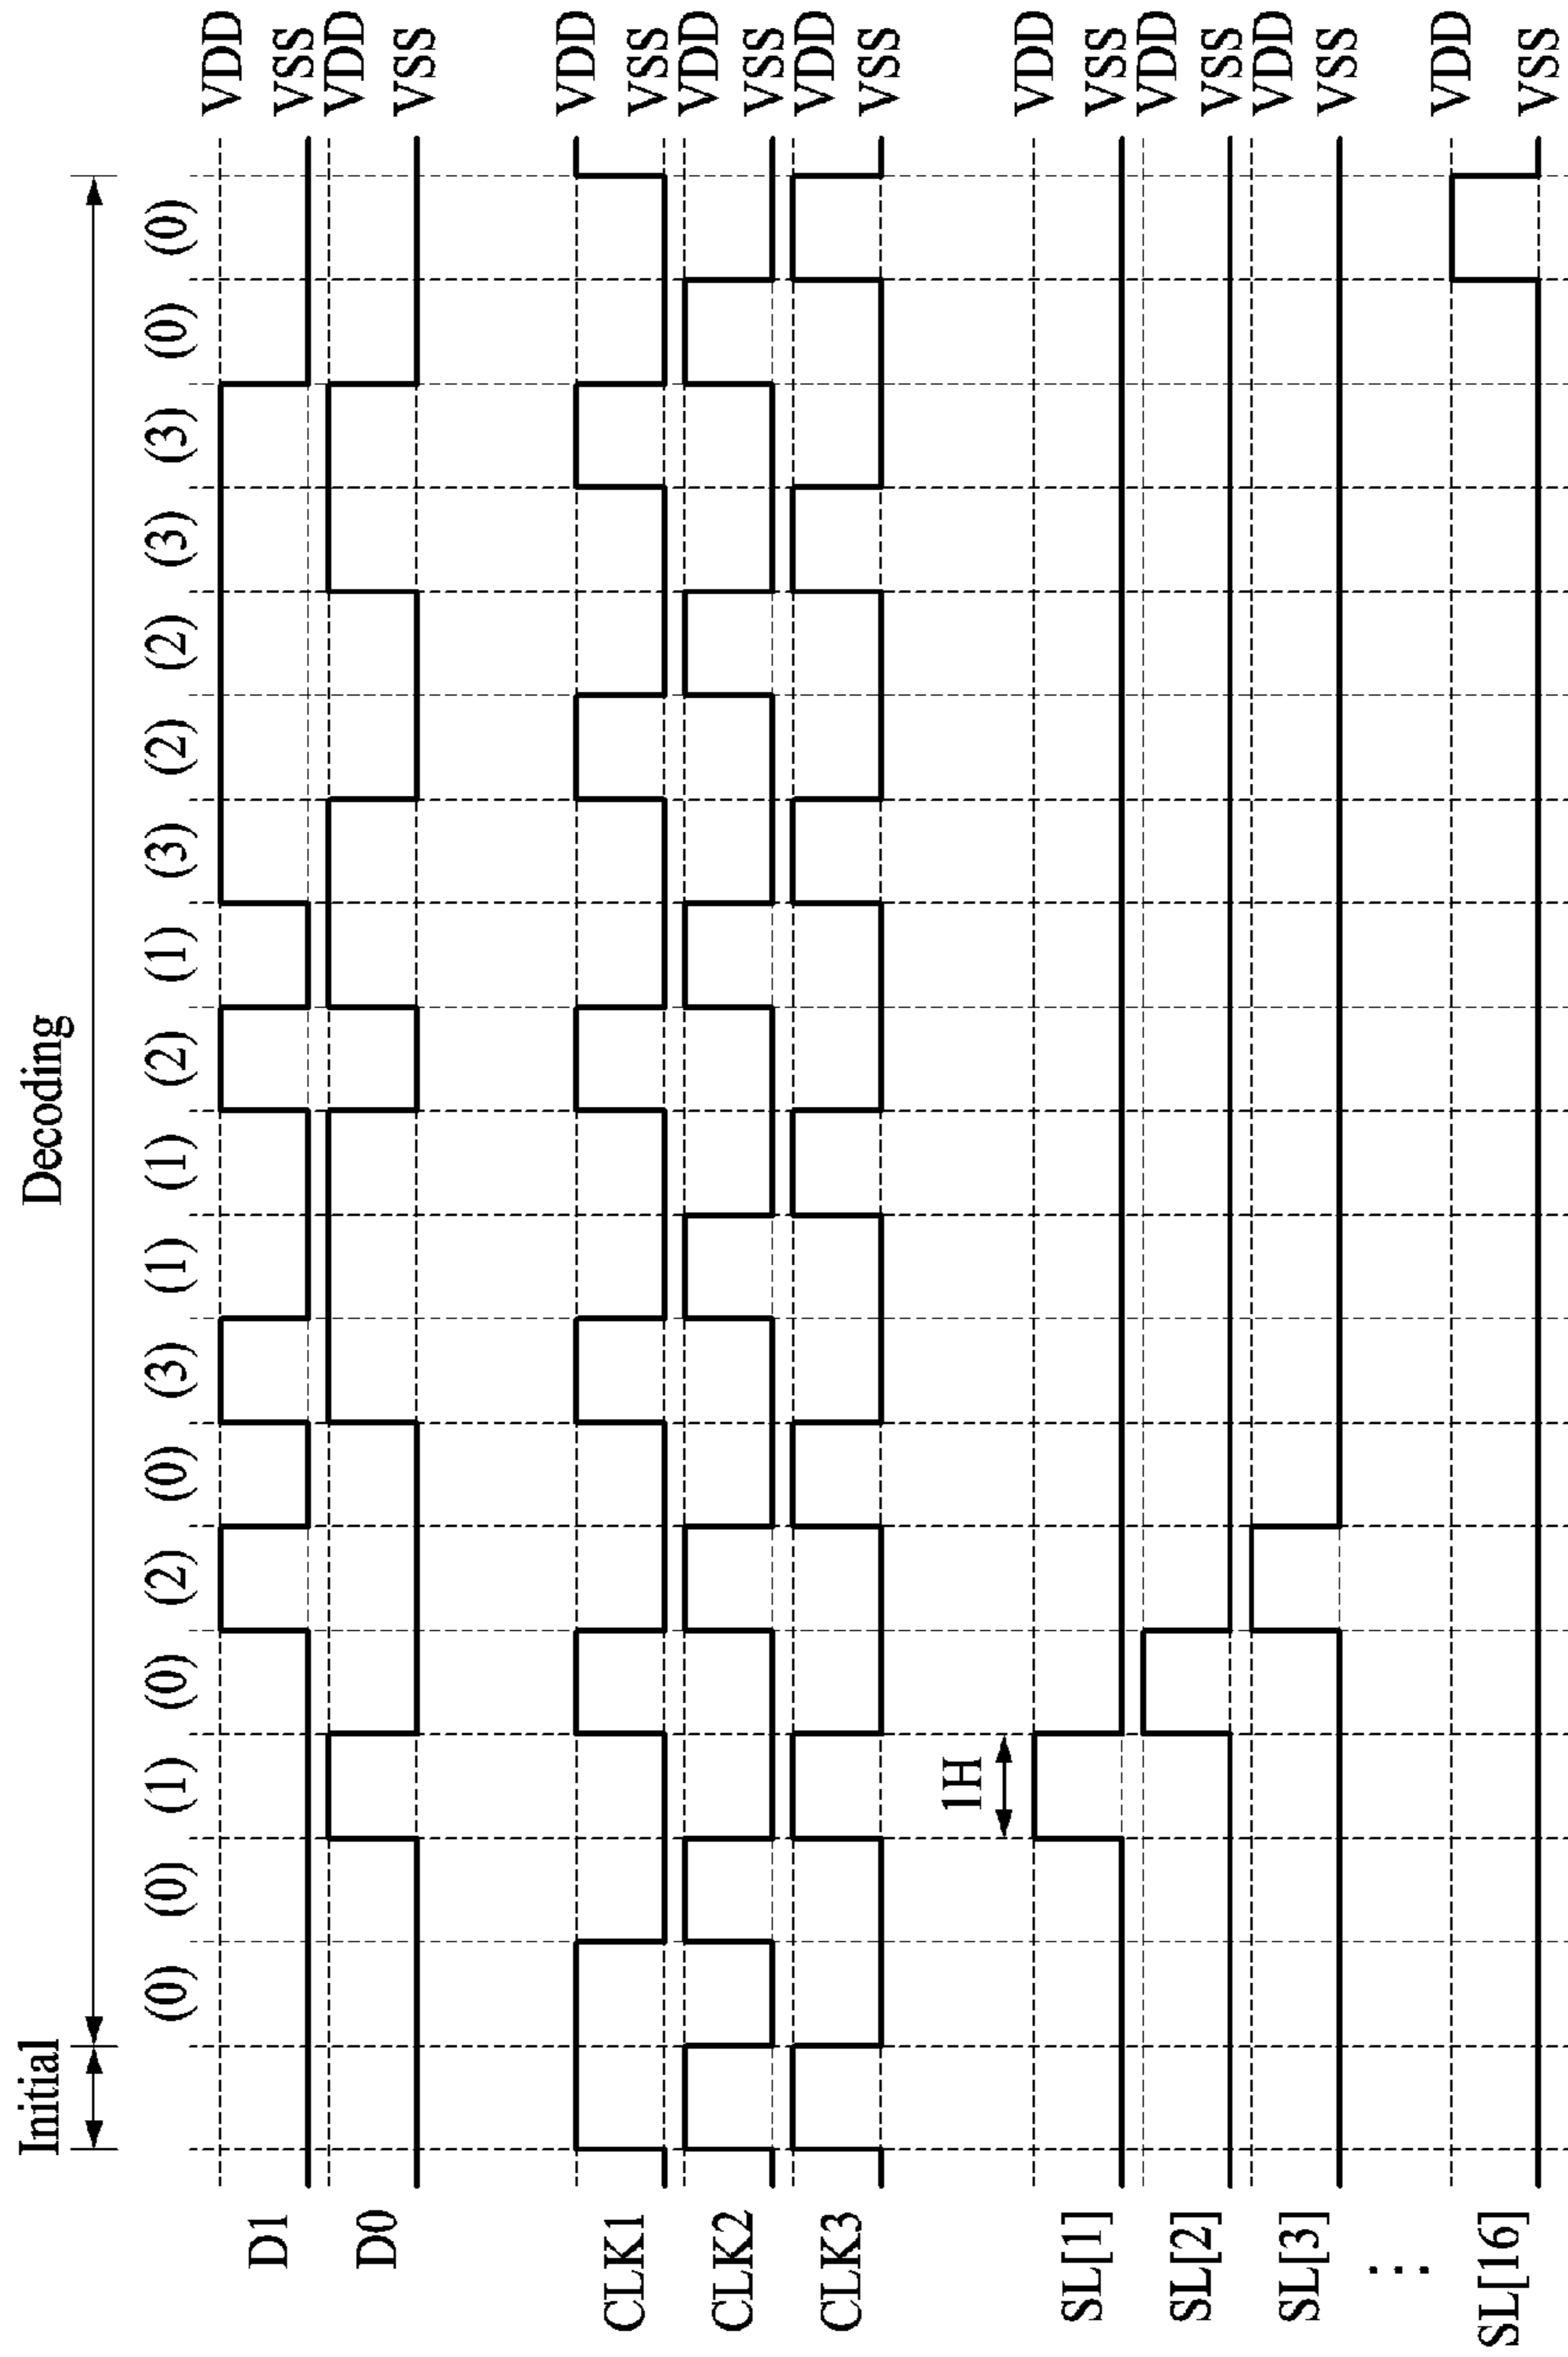 Initial
Decoding
(0) (0) (1) (0) (2) (0) (3) (1) (1) (2) (1) (3) (2) (2) (3) (3) (0) (0)
D1
VDD
VSS
D0
VDD
VSS
CLK1
VDD
VSS
CLK2
VDD
VSS
CLK3
VDD
VSS
1H
SL[1]
VDD
VSS
SL[2]
VDD
VSS
SL[3]
VDD
VSS
⋮
SL[16]
VDD
VSS